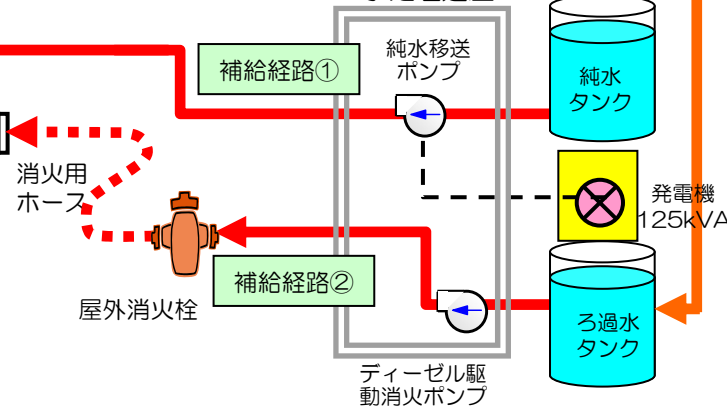 補給経路①
純水移送
ポンプ
純水
タンク
消火用
ホース
発電機
125kVA
補給経路②
屋外消火栓
ろ過水
タンク
ディーゼル駆
動消火ポンプ